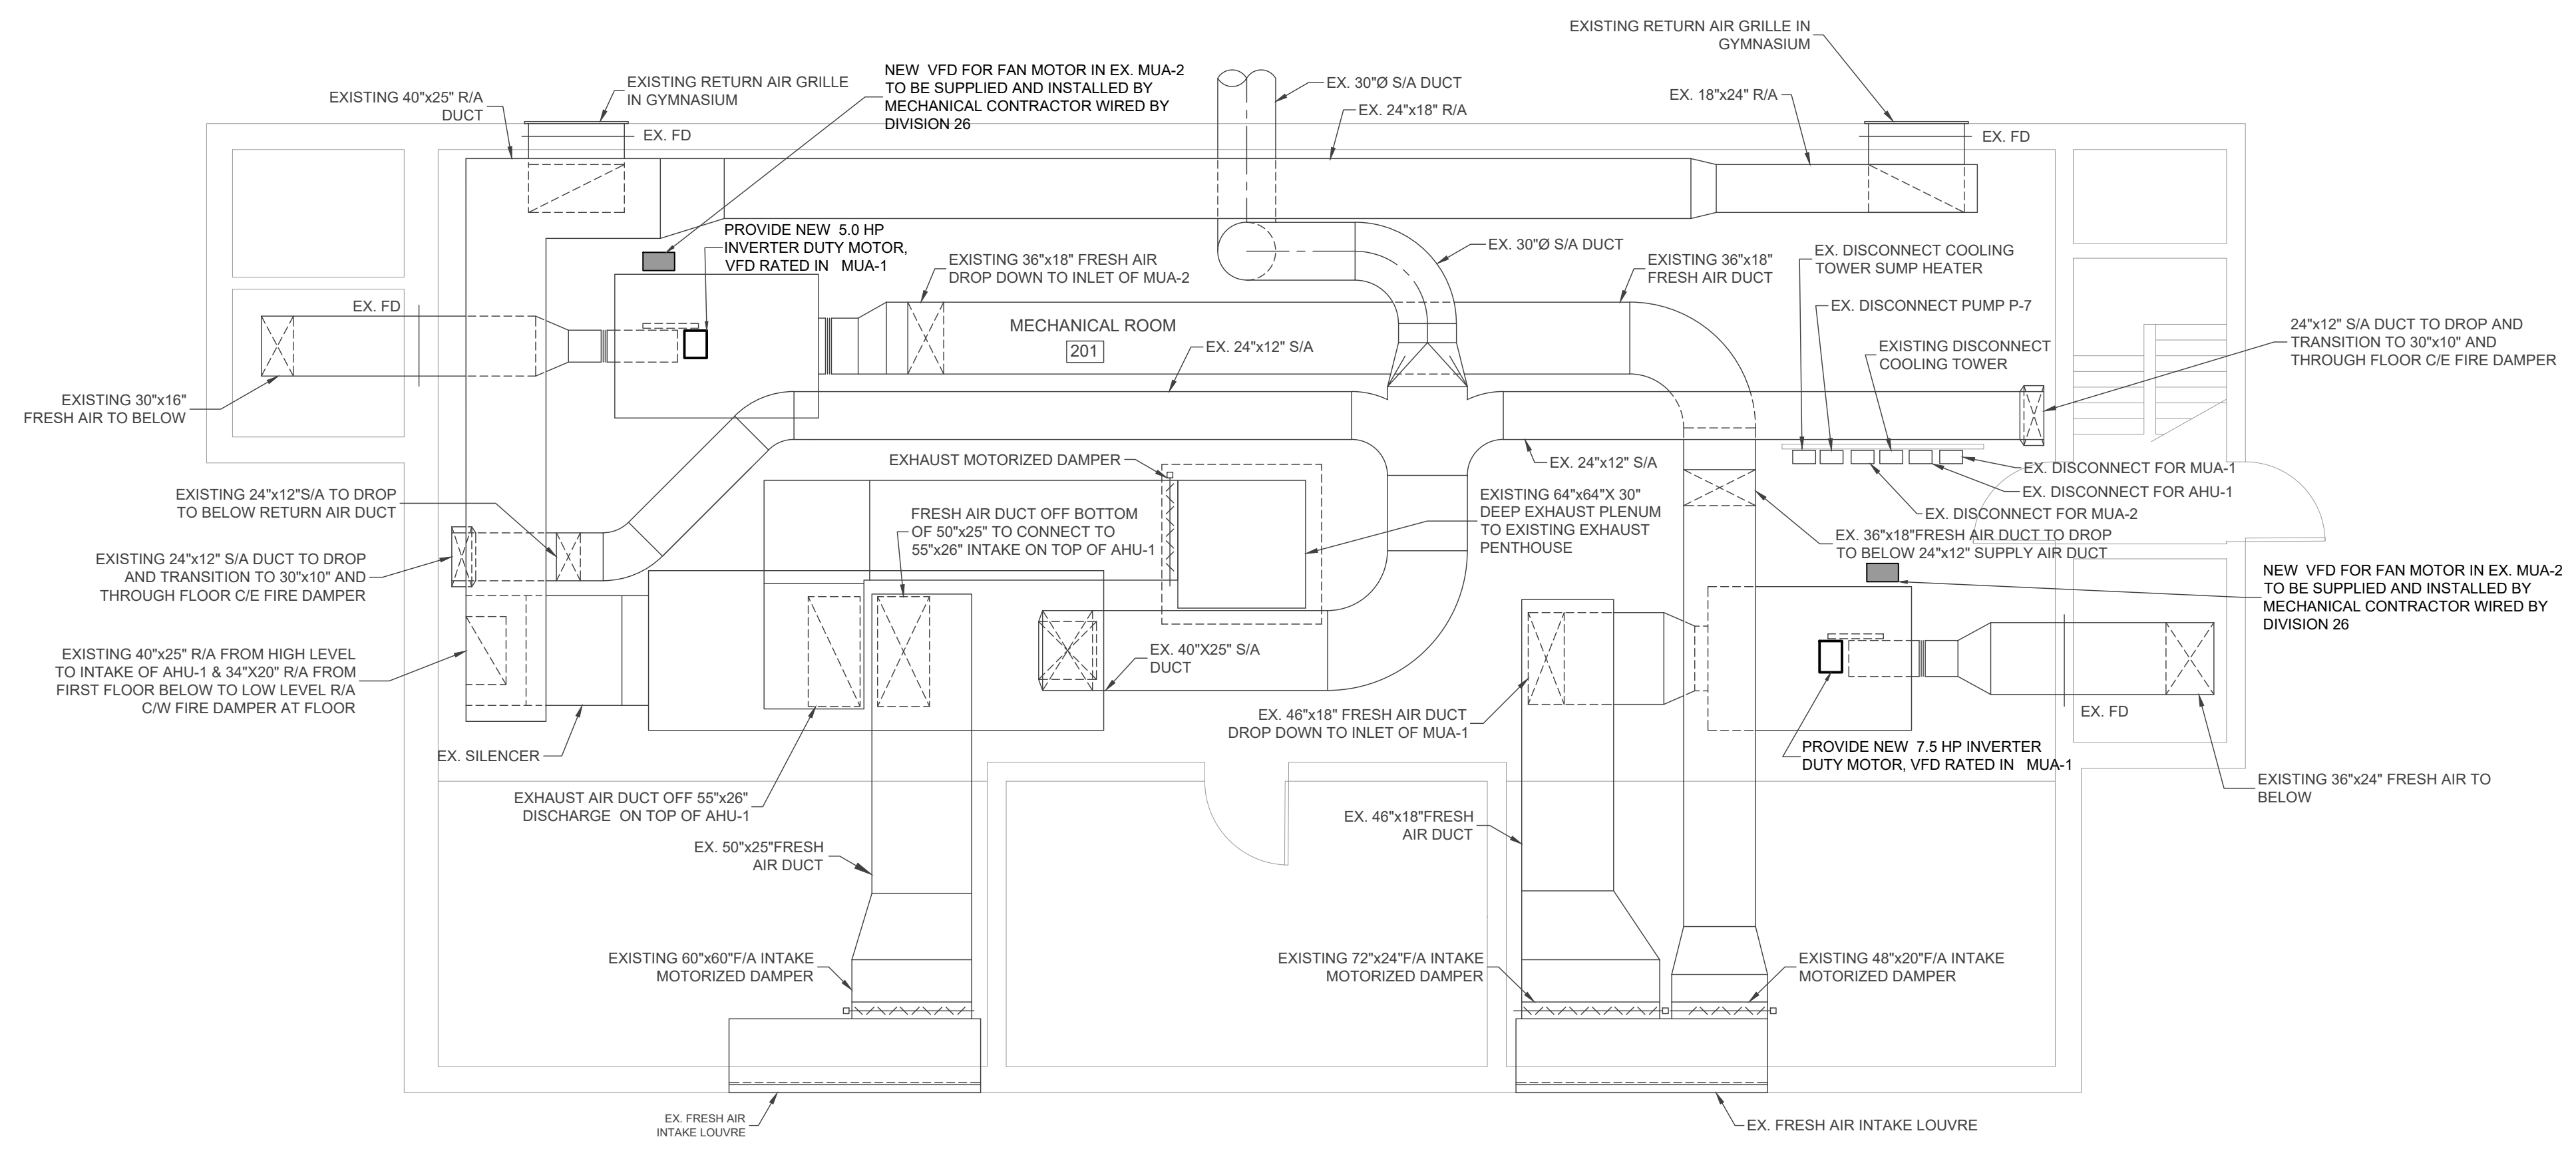 EXISTING RETURN AIR GRILLE IN
GYMNASIUM
EXISTING 40"x25" R/A
DUCT
EXISTING RETURN AIR GRILLE
IN GYMNASIUM
NEW  VFD FOR FAN MOTOR IN EX. MUA-2
TO BE SUPPLIED AND INSTALLED BY
MECHANICAL CONTRACTOR WIRED BY
DIVISION 26
EX. 30"Ø S/A DUCT
EX. 24"x18" R/A
EX. 18"x24" R/A
EX. FD
EX. FD
PROVIDE NEW  5.0 HP
INVERTER DUTY MOTOR,
VFD RATED IN   MUA-1
EXISTING 36"x18" FRESH AIR
DROP DOWN TO INLET OF MUA-2
EX. 30"Ø S/A DUCT
EXISTING 36"x18"
FRESH AIR DUCT
EX. DISCONNECT COOLING
TOWER SUMP HEATER
EX. DISCONNECT PUMP P-7
EXISTING DISCONNECT
COOLING TOWER
24"x12" S/A DUCT TO DROP AND
TRANSITION TO 30"x10" AND
THROUGH FLOOR C/E FIRE DAMPER
EX. FD
MECHANICAL ROOM
201
EX. 24"x12" S/A
EXISTING 30"x16"
FRESH AIR TO BELOW
EXHAUST MOTORIZED DAMPER
EX. 24"x12" S/A
EX. DISCONNECT FOR MUA-1
EX. DISCONNECT FOR AHU-1
EX. DISCONNECT FOR MUA-2
EXISTING 24"x12"S/A TO DROP
TO BELOW RETURN AIR DUCT
FRESH AIR DUCT OFF BOTTOM
OF 50"x25" TO CONNECT TO
55"x26" INTAKE ON TOP OF AHU-1
EXISTING 64"x64"X 30"
DEEP EXHAUST PLENUM
TO EXISTING EXHAUST
PENTHOUSE
EX. 36"x18"FRESH AIR DUCT TO DROP
TO BELOW 24"x12" SUPPLY AIR DUCT
EXISTING 24"x12" S/A DUCT TO DROP
AND TRANSITION TO 30"x10" AND
THROUGH FLOOR C/E FIRE DAMPER
NEW  VFD FOR FAN MOTOR IN EX. MUA-2
TO BE SUPPLIED AND INSTALLED BY
MECHANICAL CONTRACTOR WIRED BY
DIVISION 26
EXISTING 40"x25" R/A FROM HIGH LEVEL
TO INTAKE OF AHU-1 & 34"X20" R/A FROM
FIRST FLOOR BELOW TO LOW LEVEL R/A
C/W FIRE DAMPER AT FLOOR
EX. 40"X25" S/A
DUCT
EX. 46"x18" FRESH AIR DUCT
DROP DOWN TO INLET OF MUA-1
EX. FD
EX. SILENCER
PROVIDE NEW  7.5 HP INVERTER
DUTY MOTOR, VFD RATED IN   MUA-1
EXISTING 36"x24" FRESH AIR TO
BELOW
EXHAUST AIR DUCT OFF 55"x26"
DISCHARGE  ON TOP OF AHU-1
EX. 46"x18"FRESH
AIR DUCT
EX. 50"x25"FRESH
AIR DUCT
EXISTING 60"x60"F/A INTAKE
MOTORIZED DAMPER
EXISTING 72"x24"F/A INTAKE
MOTORIZED DAMPER
EXISTING 48"x20"F/A INTAKE
MOTORIZED DAMPER
EX. FRESH AIR
INTAKE LOUVRE
EX. FRESH AIR INTAKE LOUVRE